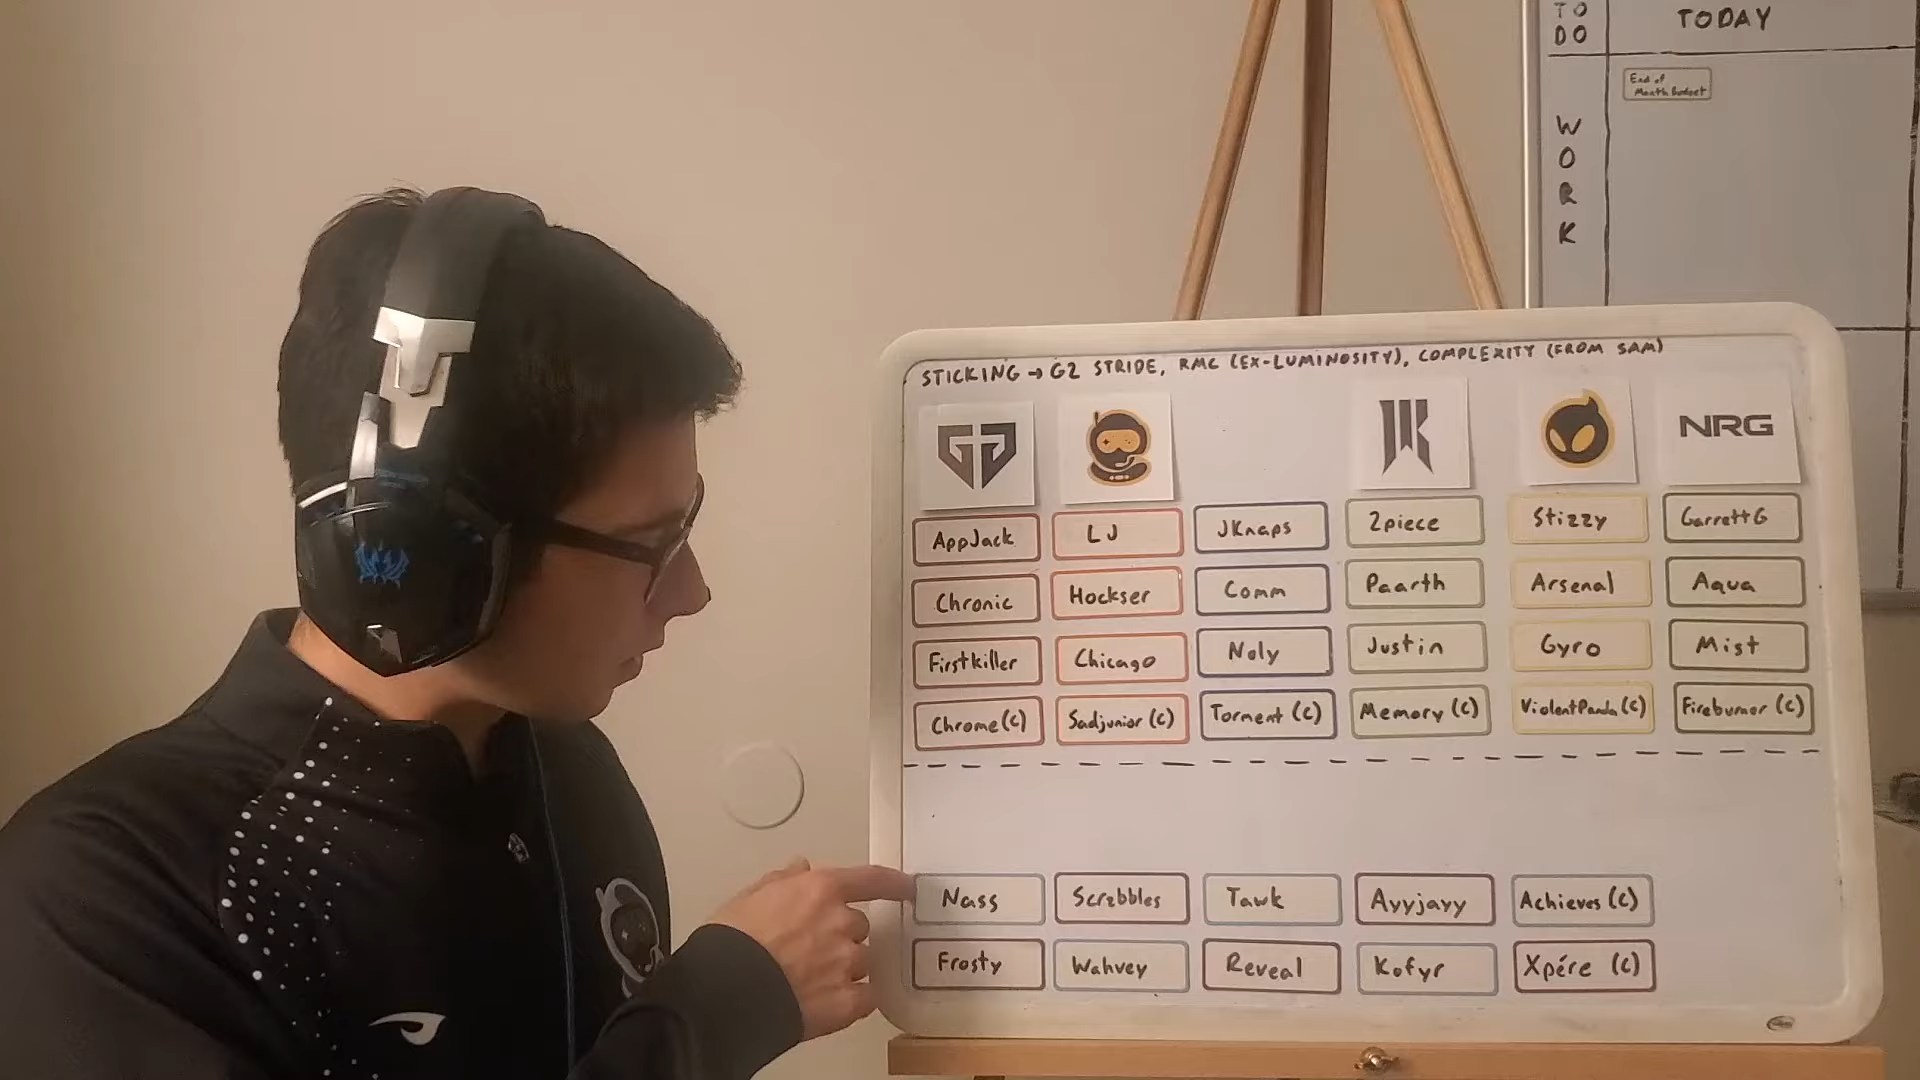 TO
DO
TODAY
End of
Month Budget
W
O
R
K
STICKING → G2 STRIDE, RMC (EX-LUMINOSITY), COMPLEXITY (FROM SAM)
NRG
AppJack
LJ
JKnaps
2piece
Stizzy
GarrettG
Chronic
Hockser
Comm
Paarth
Arsenal
Aqua
Firstkiller
Chicago
Noly
Justin
Gyro
Mist
Chrome (C)
Sadjunior (C)
Torment (C)
Memory (C)
ViolentPanda (C)
Fireburner (C)
Nass
Scrzbbles
Tawk
Ayyjayy
Achieves (C)
Frosty
Wahvey
Reveal
Kofyr
Xpére (C)